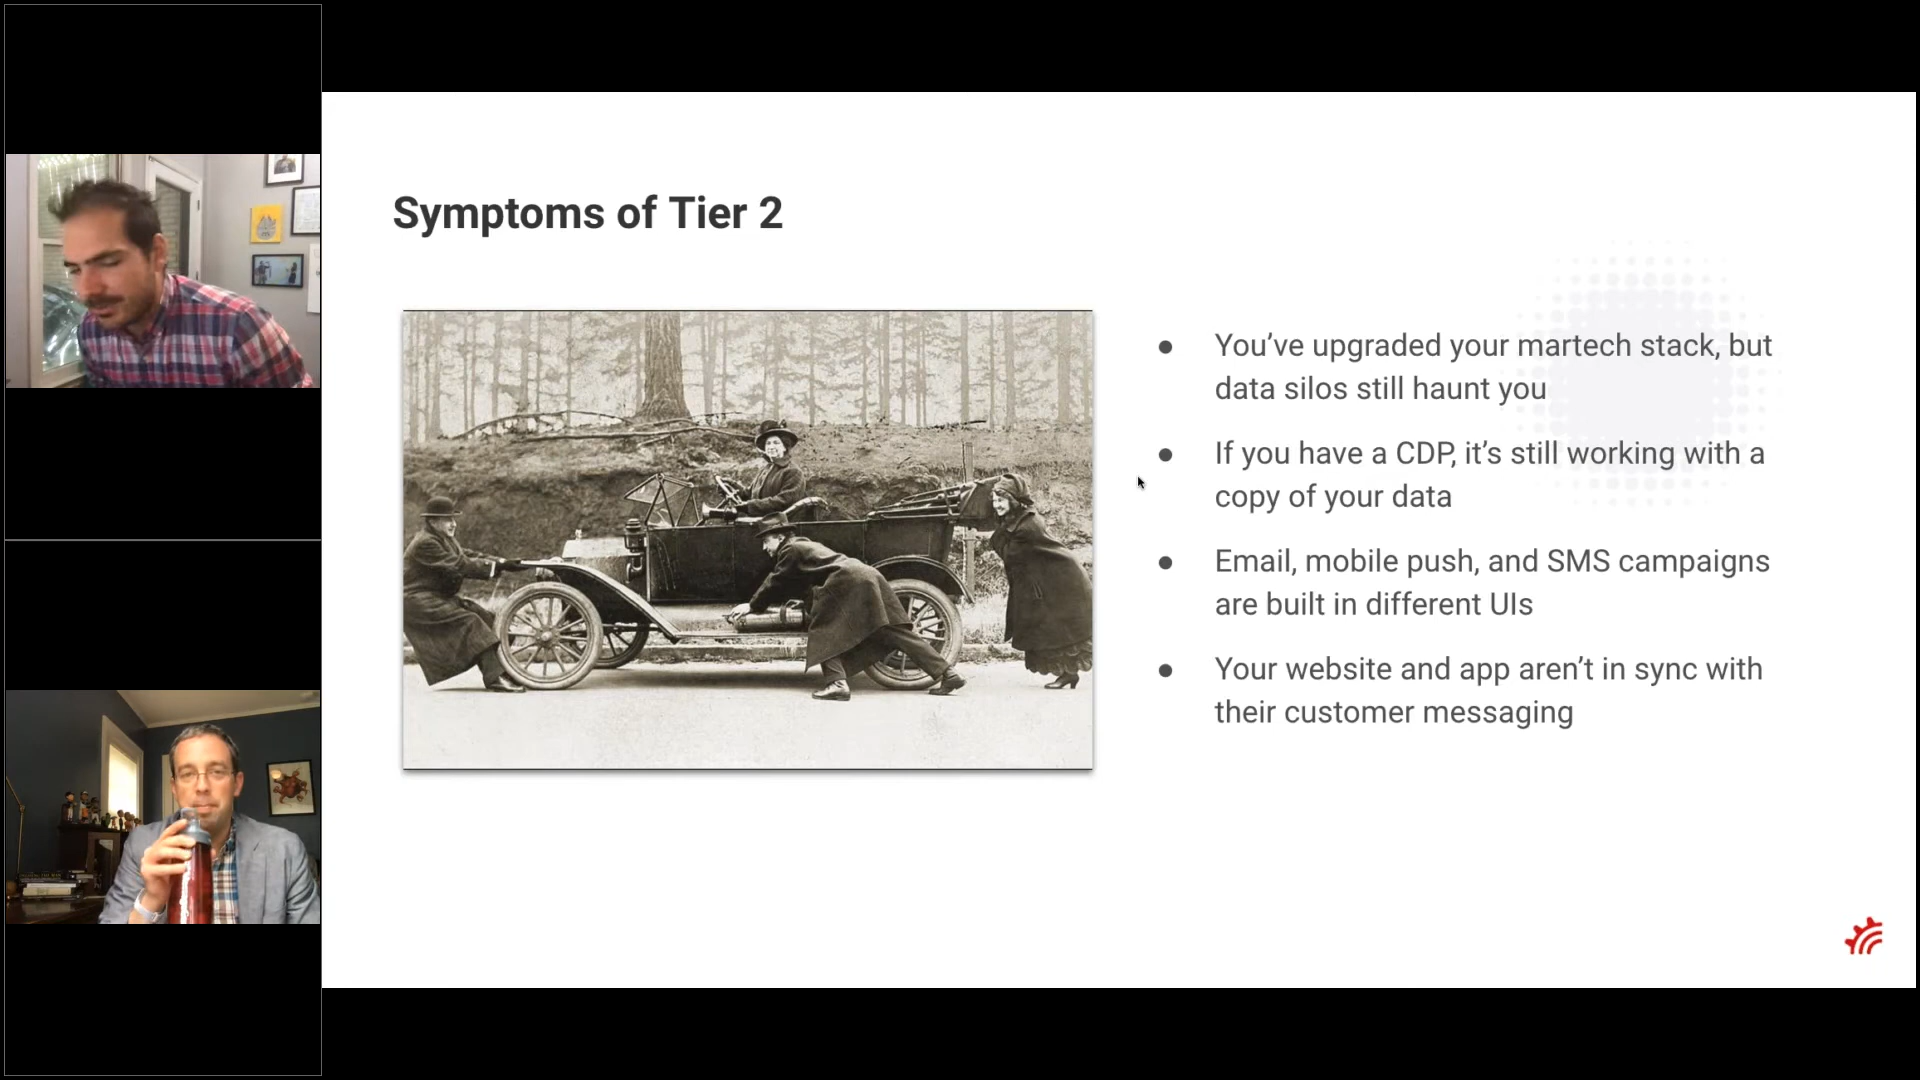 Symptoms of Tier 2
● You’ve upgraded your martech stack, but
data silos still haunt you
● If you have a CDP, it’s still working with a
copy of your data
● Email, mobile push, and SMS campaigns
are built in different UIs
● Your website and app aren’t in sync with
their customer messaging